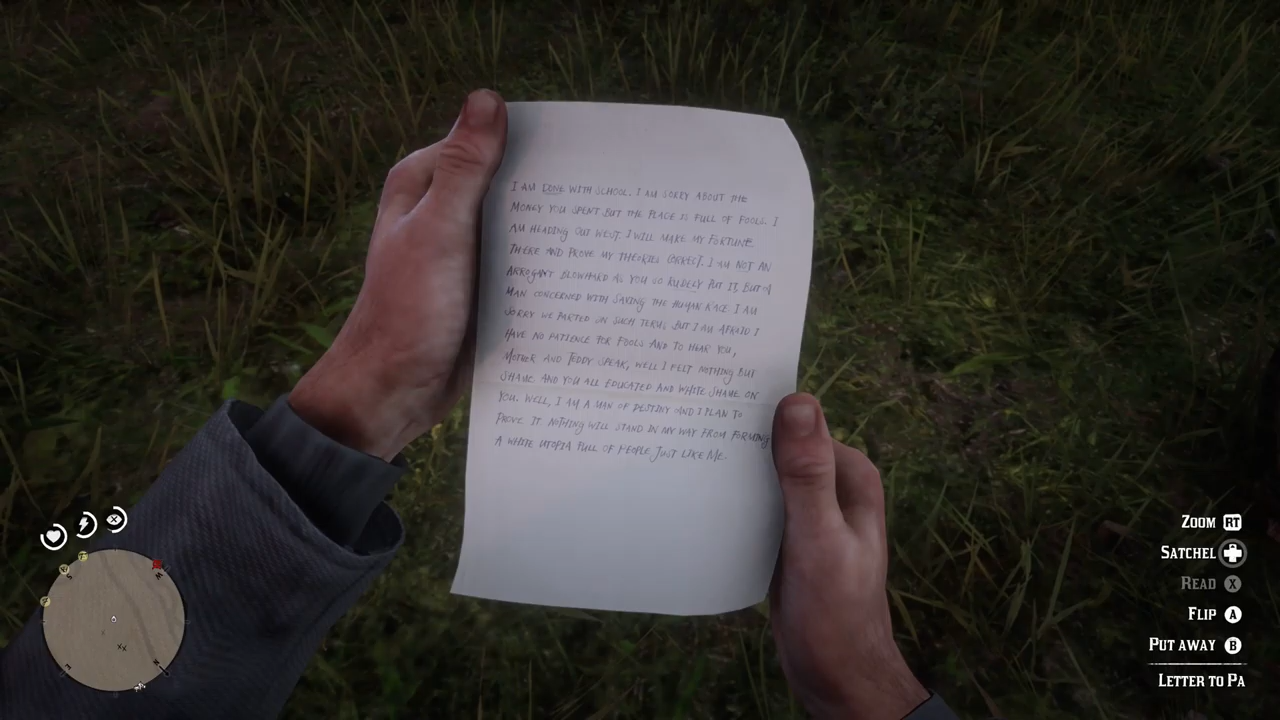 I AM DONE WITH SCHOOL. I AM SORRY ABOUT THE
MONEY YOU SPENT BUT THE PLACE IS FULL OF FOOLS. I
AM HEADING OUT WEST. I WILL MAKE MY FORTUNE
THERE AND PROVE MY THEORIES CORRECT. I AM NOT AN
ARROGANT BLOWHARD AS YOU SO RUDELY PUT IT, BUT A
MAN CONCERNED WITH SAVING THE HUMAN RACE. I AM
SORRY WE PARTED ON SUCH TERMS BUT I AM AFRAID I
HAVE NO PATIENCE FOR FOOLS AND TO HEAR YOU,
MOTHER AND TEDDY SPEAK, WELL I FELT NOTHING BUT
SHAME AND YOU ALL EDUCATED AND WHITE SHAME ON
YOU. WELL, I AM A MAN OF DESTINY AND I PLAN TO
PROVE IT. NOTHING WILL STAND IN MY WAY FROM FORGING
A WHITE UTOPIA FULL OF PEOPLE JUST LIKE ME.
ZOOM RT
SATCHEL
READ X
FLIP A
PUT AWAY B
LETTER TO PA